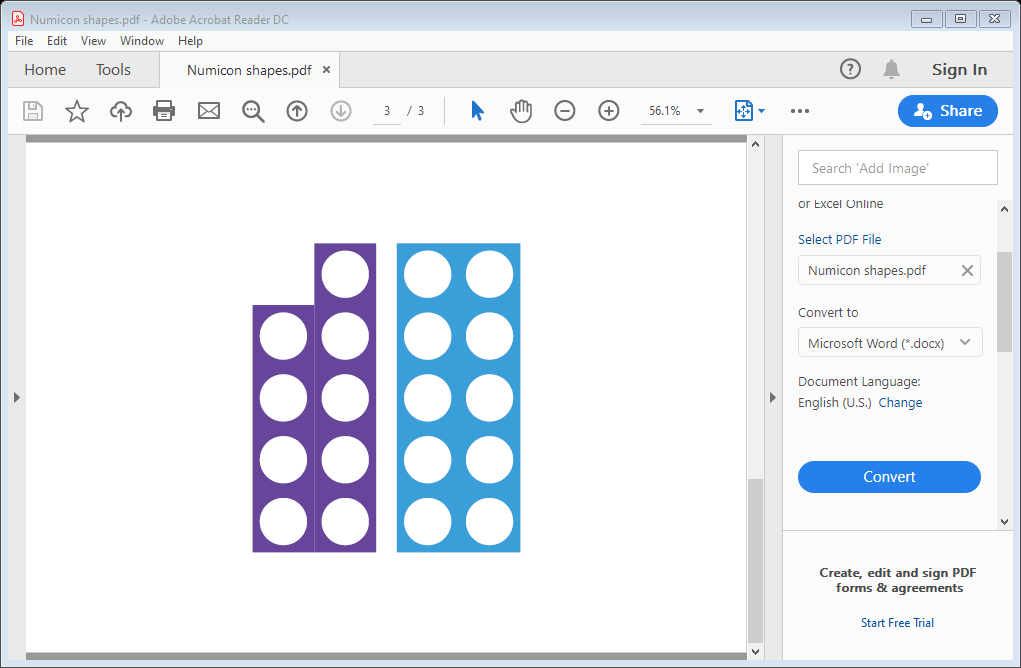 Numicon shapes.pdf - Adobe Acrobat Reader DC
File Edit View Window Help
Home Tools Numicon shapes.pdf × ? Sign In
3 / 3 56.1% Share
Search 'Add Image'
or Excel Online
Select PDF File
Numicon shapes.pdf
Convert to
Microsoft Word (*.docx)
Document Language:
English (U.S.) Change
Convert
Create, edit and sign PDF
forms & agreements
Start Free Trial